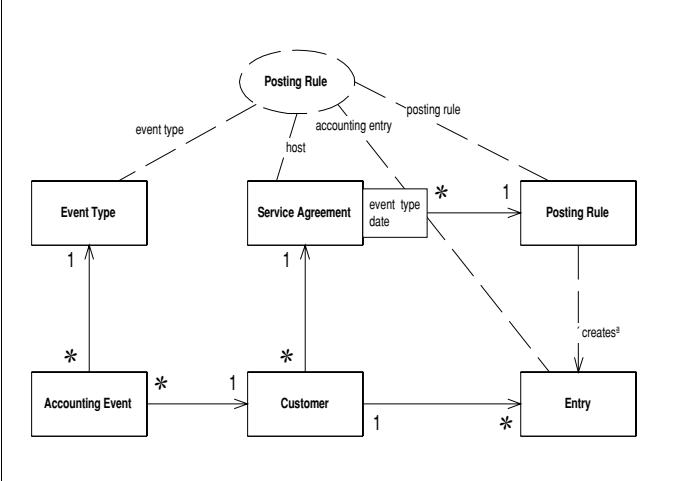 Posting Rule
event type
host
accounting entry
posting rule
Event Type
Service Agreement
event type
date
*
1
Posting Rule
1
1
*
*
createsª
Accounting Event
*
1
Customer
1
*
Entry